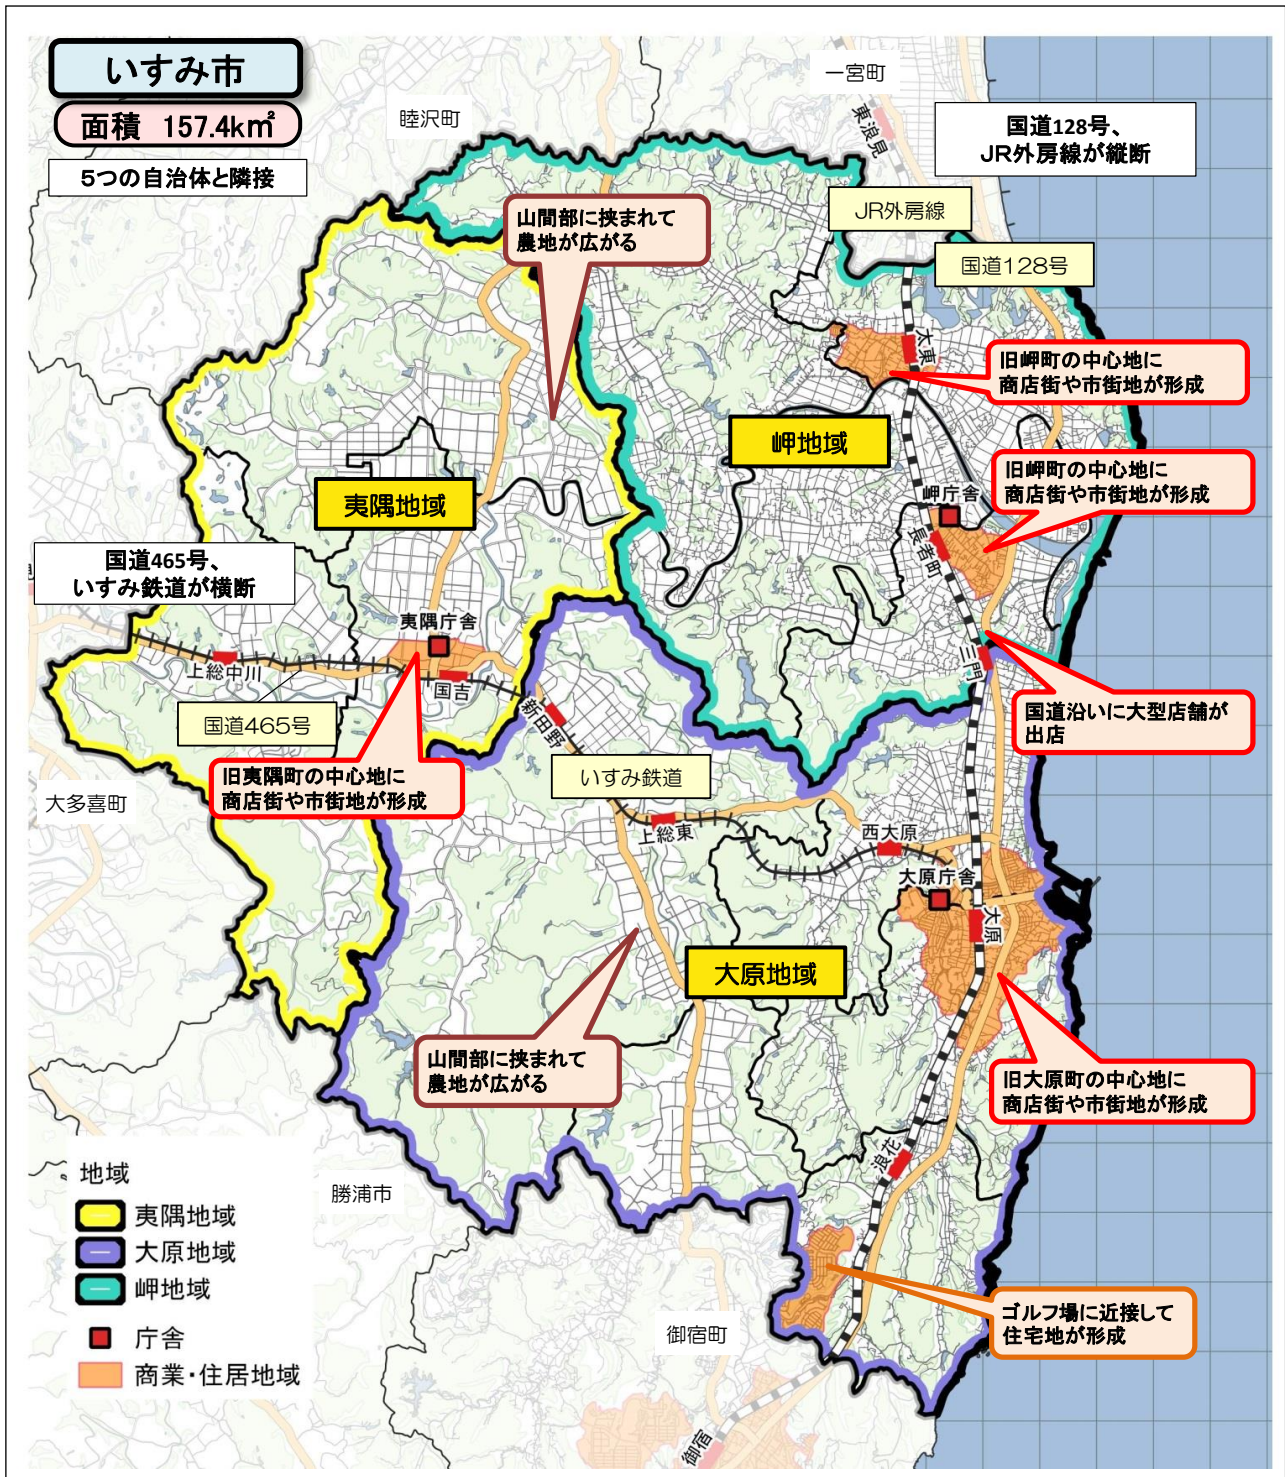 いすみ市
面積 157.4k㎡
5つの自治体と隣接
睦沢町
一宮町
東浪見
国道128号、
JR外房線が縦断
JR外房線
国道128号
山間部に挟まれて
農地が広がる
太東
旧岬町の中心地に
商店街や市街地が形成
岬地域
旧岬町の中心地に
商店街や市街地が形成
岬庁舎
長者町
夷隅地域
国道465号、
いすみ鉄道が横断
夷隅庁舎
上総中川
国吉
新田野
三門
国道465号
国道沿いに大型店舗が
出店
旧夷隅町の中心地に
商店街や市街地が形成
いすみ鉄道
大多喜町
上総東
西大原
大原庁舎
大原
大原地域
山間部に挟まれて
農地が広がる
旧大原町の中心地に
商店街や市街地が形成
浪花
勝浦市
地域
夷隅地域
大原地域
岬地域
庁舎
商業・住居地域
御宿町
ゴルフ場に近接して
住宅地が形成
御宿